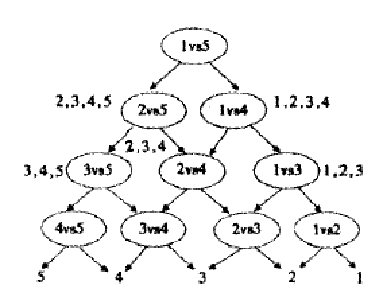 1vs5
2,3,4,5 2vs5 1vs4 1,2,3,4
2,3,4
3,4,5 3vs5 2vs4 1vs3 1,2,3
4vs5 3vs4 2vs3 1vs2
5 4 3 2 1